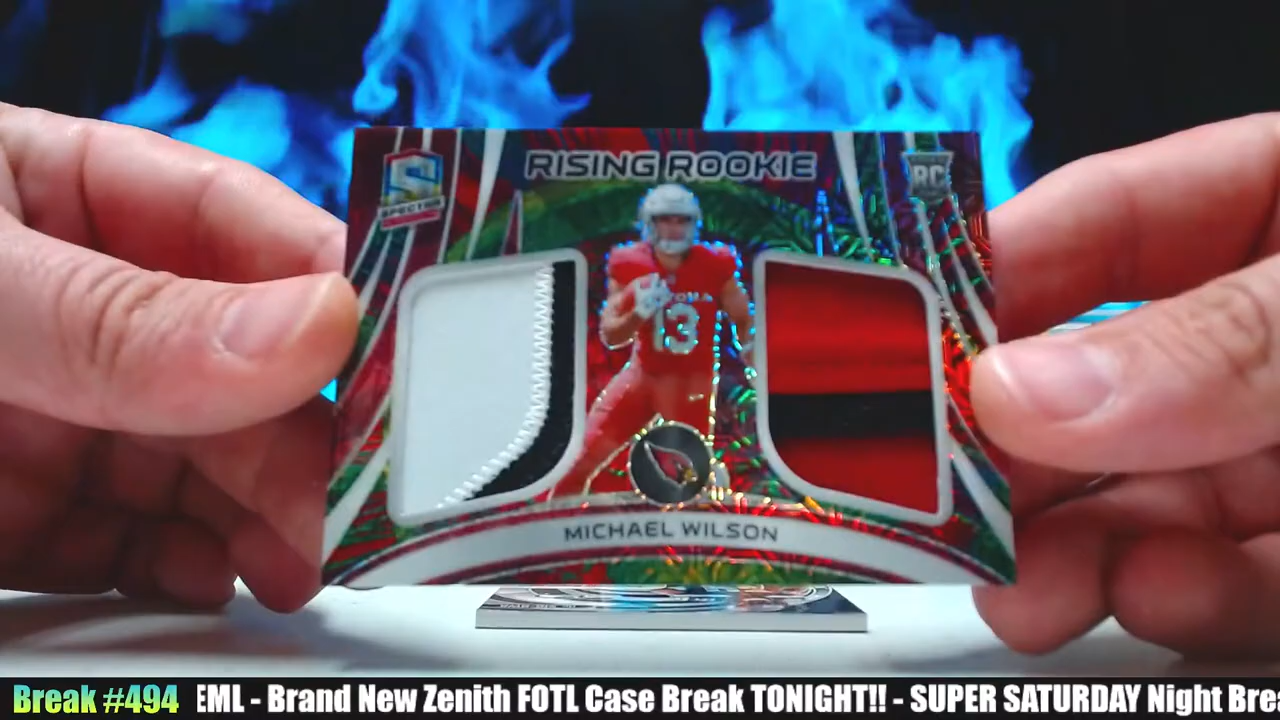 RISING ROOKIE
S
SPECTRA
RC
13
MICHAEL WILSON
Break #494
EML - Brand New Zenith FOTL Case Break TONIGHT!! - SUPER SATURDAY Night Brea